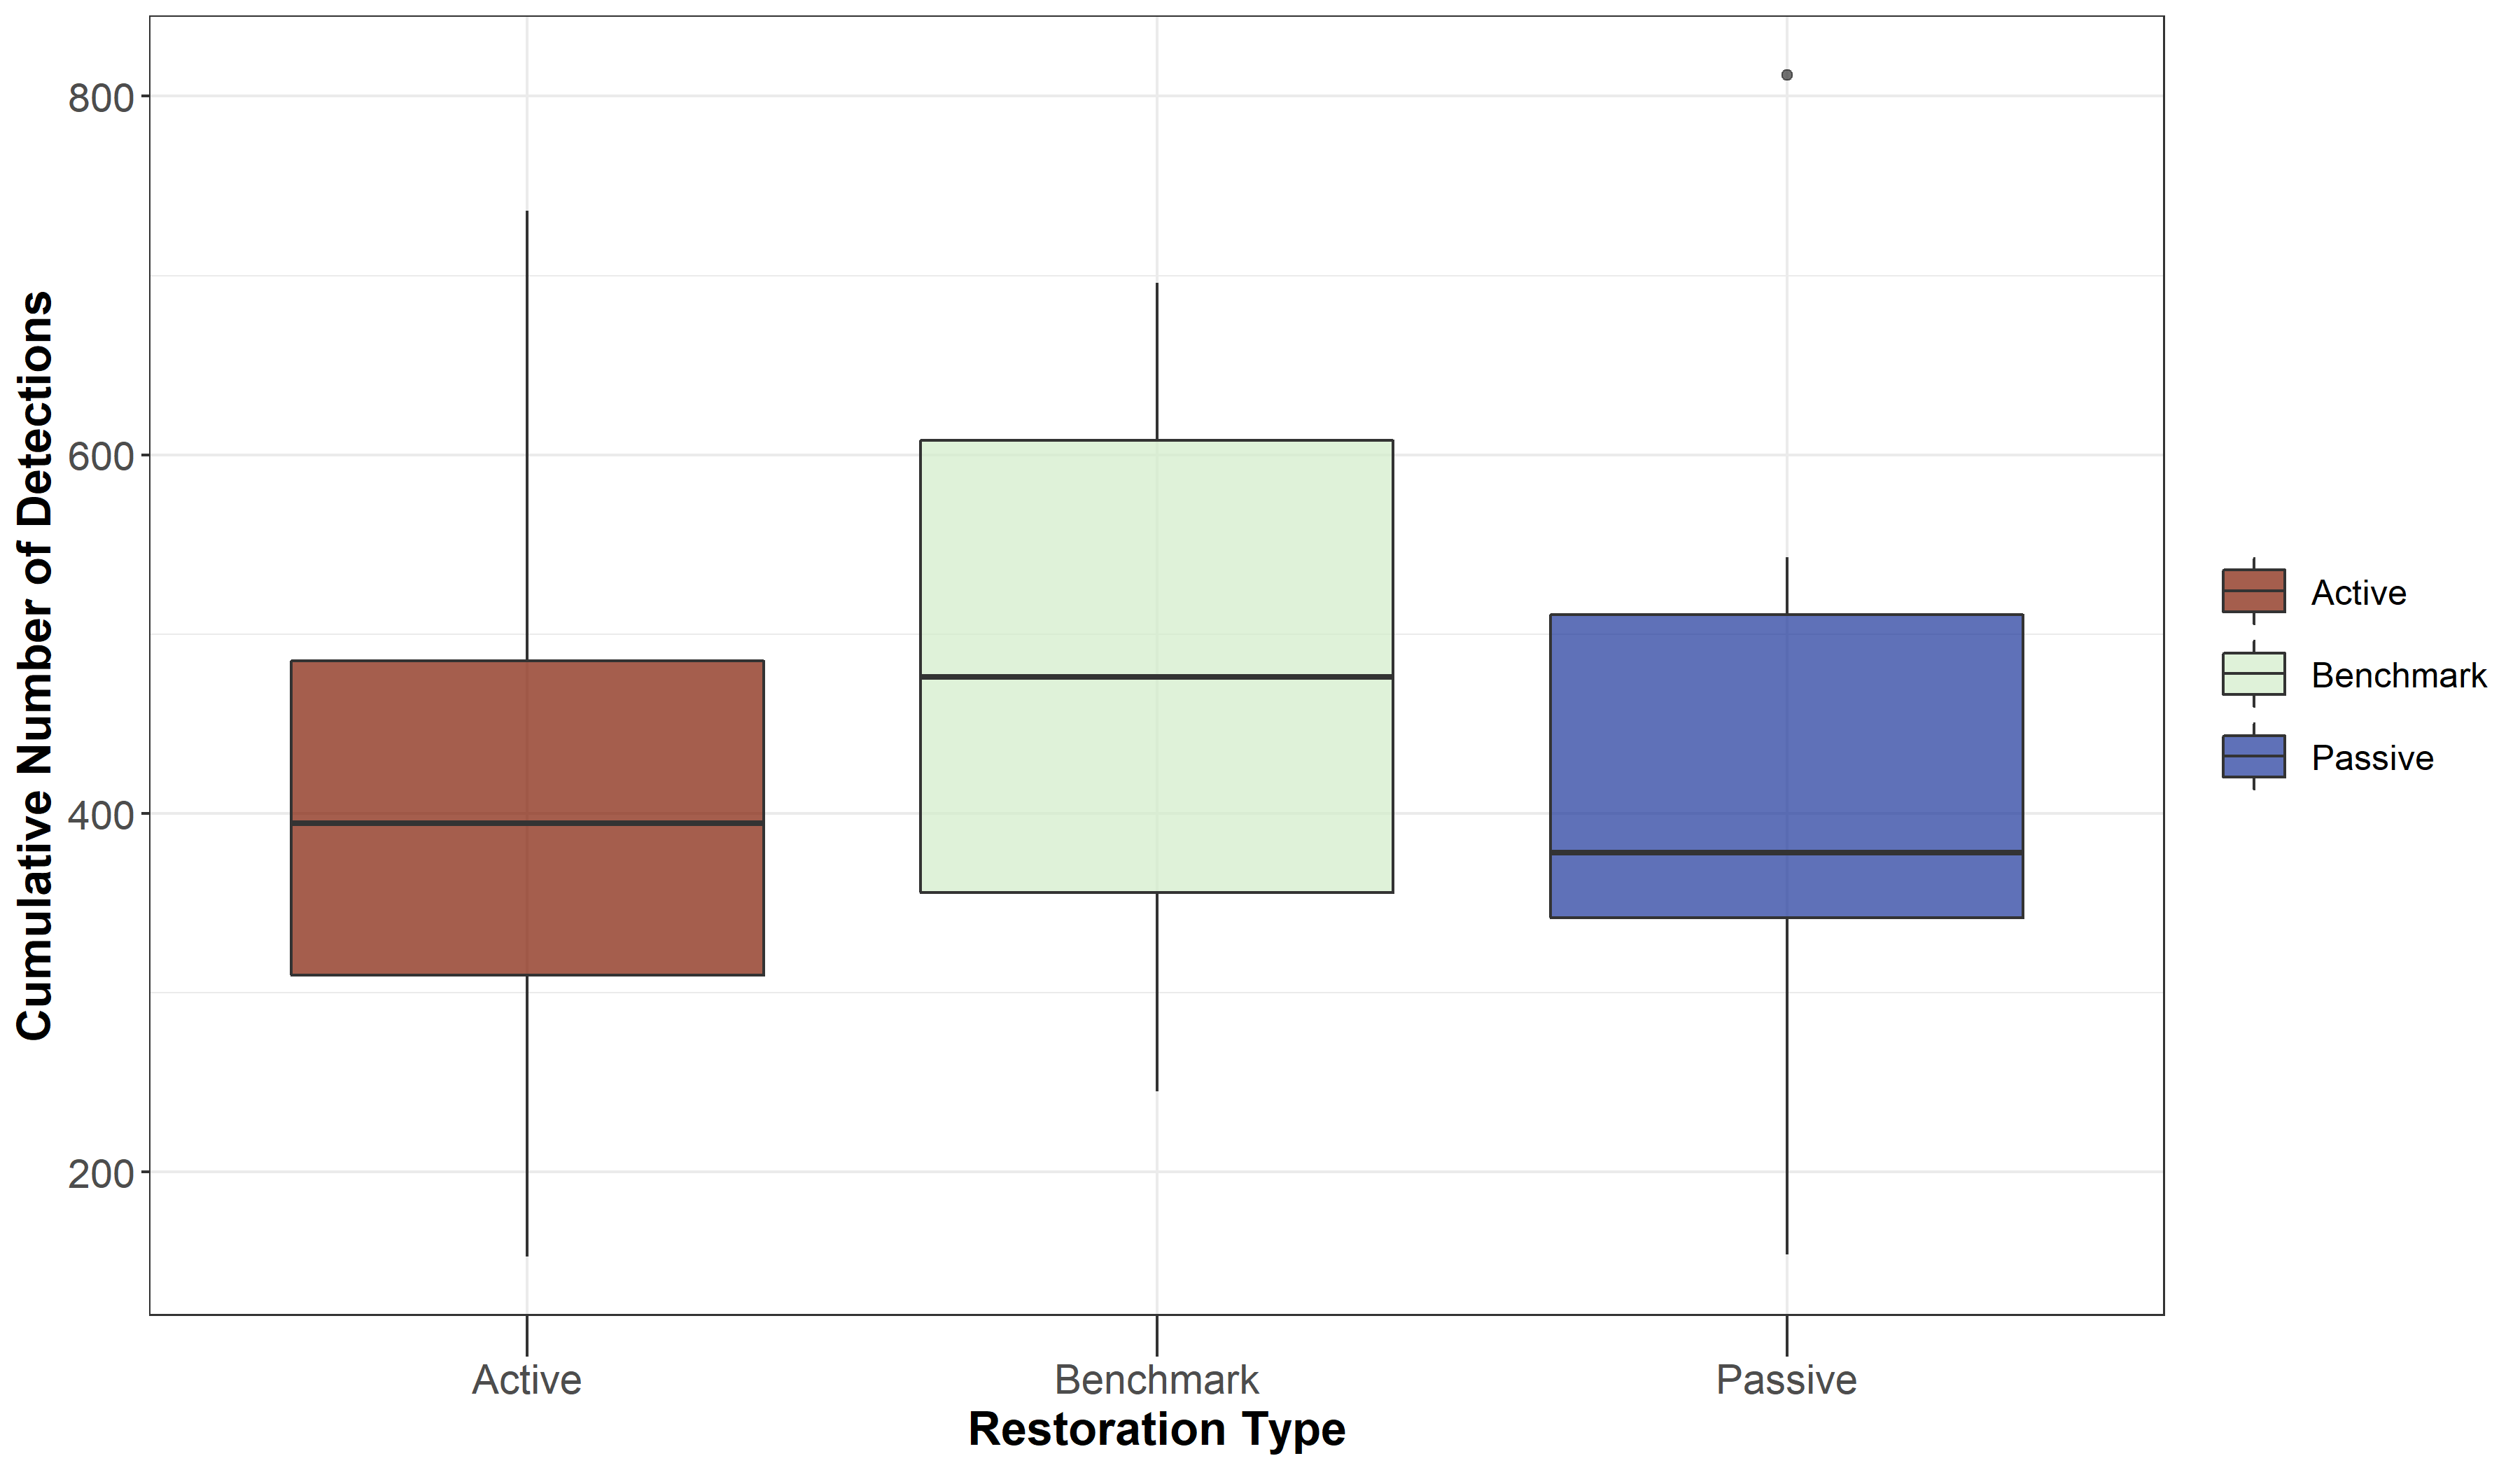 Cumulative Number of Detections
800
600
400
200
Active
Benchmark
Passive
Restoration Type
Active
Benchmark
Passive